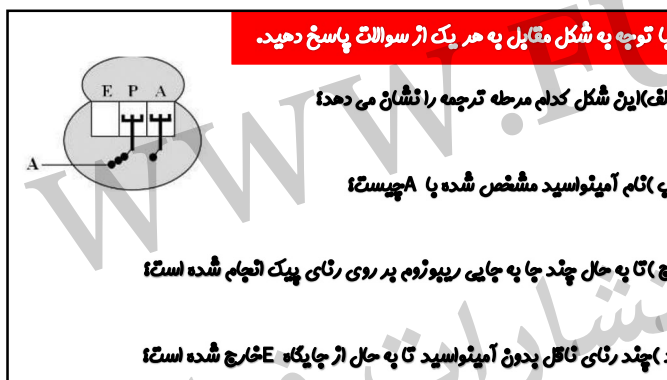 با توجه به شکل مقابل به هر یک از سوالات پاسخ دهید.
E P A
الف)این شکل کدام مرحله ترجمه را نشان می دهد؟
A
ب)نام آمینواسید مشخص شده با Aچیست؟
ج)تا به حال چند جا به جایی ریبوزوم بر روی رنای پیک انجام شده است؟
د)چند رنای ناقل بدون آمینواسید تا به حال از جایگاه Eخارج شده است؟